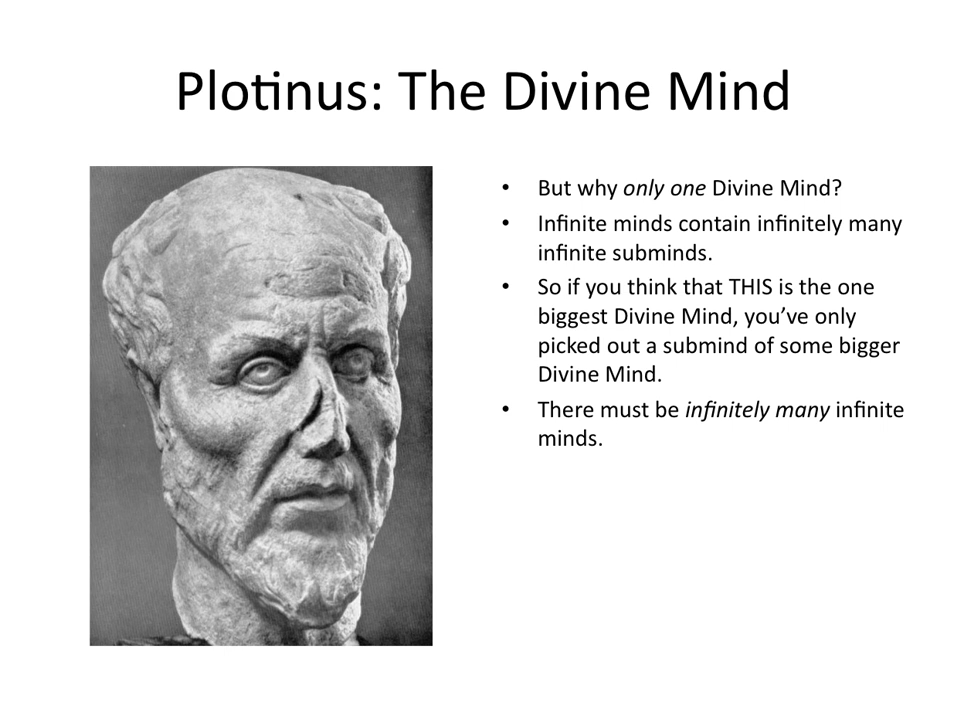 Plotinus: The Divine Mind
• But why only one Divine Mind?
• Infinite minds contain infinitely many
infinite subminds.
• So if you think that THIS is the one
biggest Divine Mind, you’ve only
picked out a submind of some bigger
Divine Mind.
• There must be infinitely many infinite
minds.